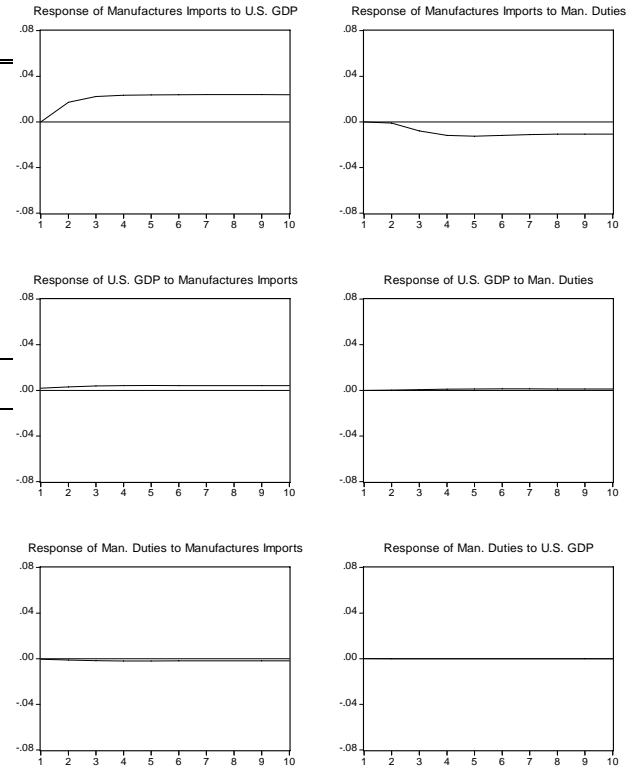 Response of Manufactures Imports to U.S. GDP
.08
.04
.00
-.04
-.08
1 2 3 4 5 6 7 8 9 10
Response of Manufactures Imports to Man. Duties
.08
.04
.00
-.04
-.08
1 2 3 4 5 6 7 8 9 10
Response of U.S. GDP to Manufactures Imports
.08
.04
.00
-.04
-.08
1 2 3 4 5 6 7 8 9 10
Response of U.S. GDP to Man. Duties
.08
.04
.00
-.04
-.08
1 2 3 4 5 6 7 8 9 10
Response of Man. Duties to Manufactures Imports
.08
.04
.00
-.04
-.08
1 2 3 4 5 6 7 8 9 10
Response of Man. Duties to U.S. GDP
.08
.04
.00
-.04
-.08
1 2 3 4 5 6 7 8 9 10